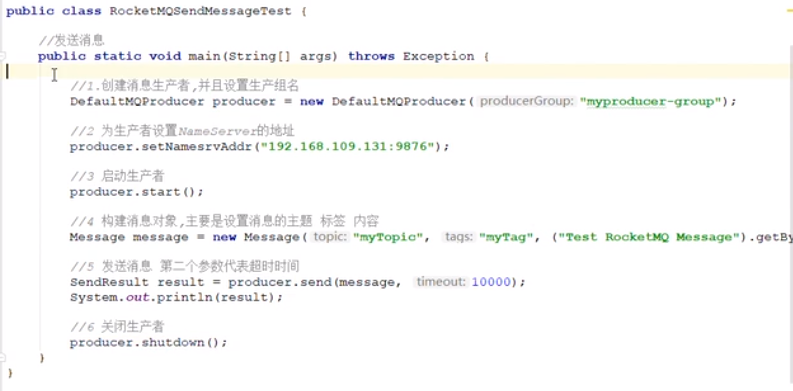 public class RocketMQSendMessageTest {
//发送消息
public static void main(String[] args) throws Exception {
//1.创建消息生产者,并且设置生产组名
DefaultMQProducer producer = new DefaultMQProducer( producerGroup: "myproducer-group");
//2 为生产者设置NameServer的地址
producer.setNamesrvAddr("192.168.109.131:9876");
//3 启动生产者
producer.start();
//4 构建消息对象,主要是设置消息的主题 标签 内容
Message message = new Message( topic: "myTopic", tags: "myTag", ("Test RocketMQ Message").getBy
//5 发送消息 第二个参数代表超时时间
SendResult result = producer.send(message, timeout: 10000);
System.out.println(result);
//6 关闭生产者
producer.shutdown();
}
}